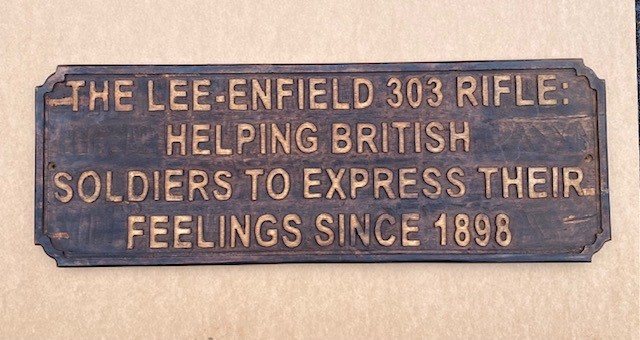 THE LEE-ENFIELD 303 RIFLE:
HELPING BRITISH
SOLDIERS TO EXPRESS THEIR
FEELINGS SINCE 1898